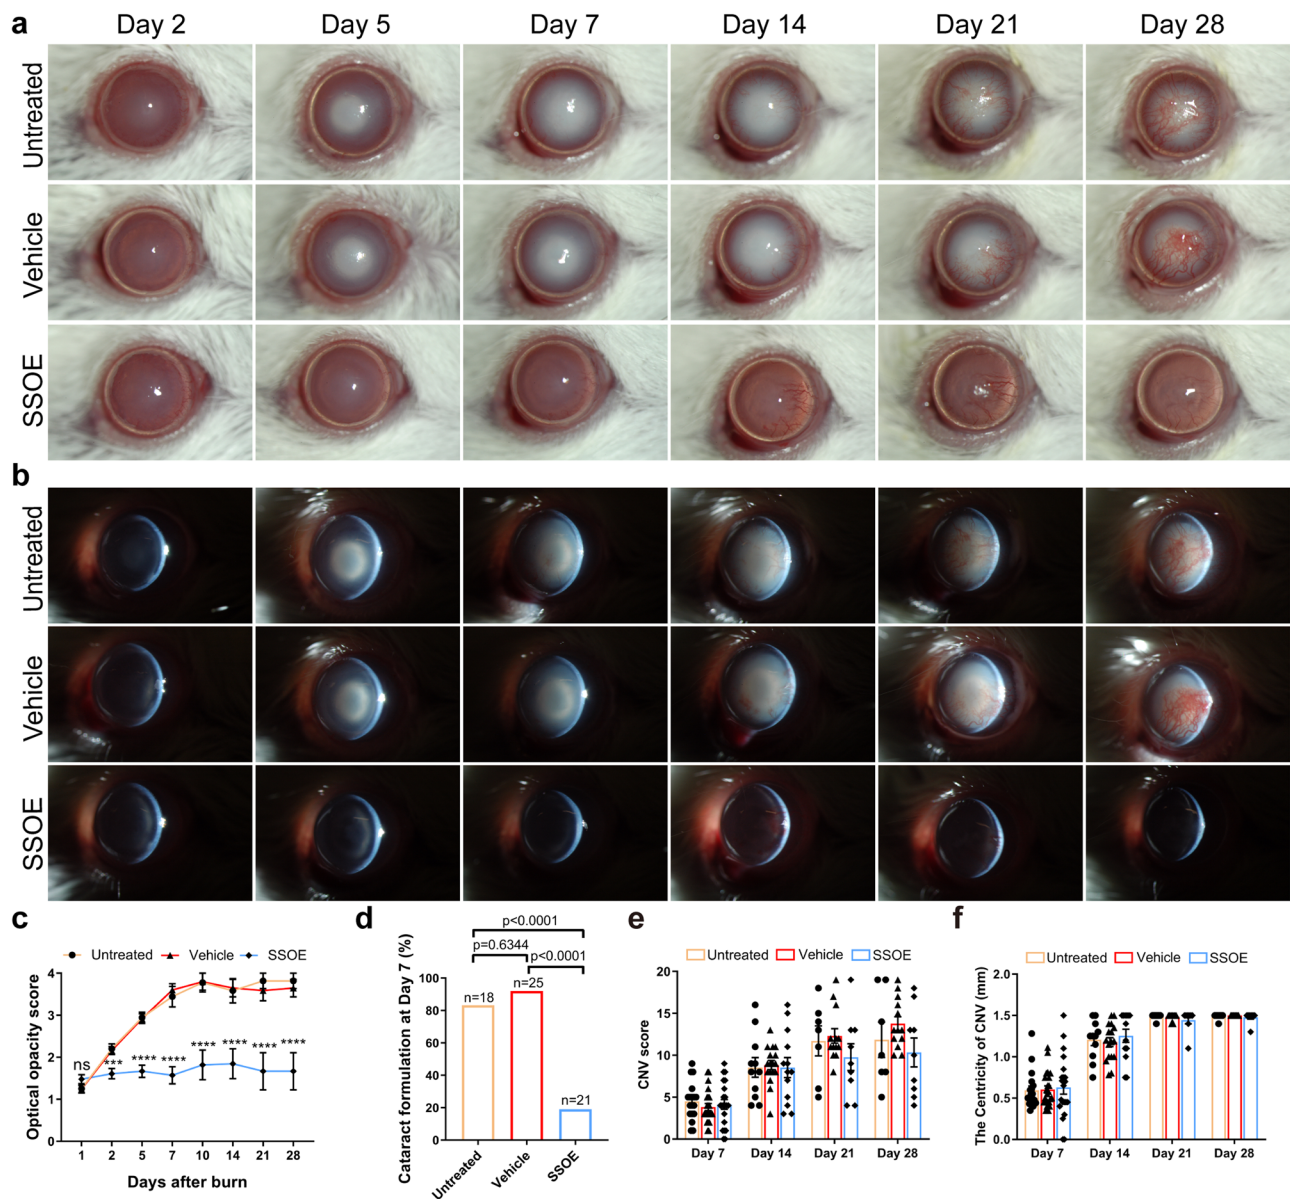 a
Day 2 Day 5 Day 7 Day 14 Day 21 Day 28
Untreated
Vehicle
SSOE
b
Untreated
Vehicle
SSOE
c
Untreated Vehicle SSOE
Optical opacity score
4
3
2
1
0
ns
***
****
****
****
****
****
****
1 2 5 7 10 14 21 28
Days after burn
d
Cataract formulation at Day 7 (%)
p<0.0001
p=0.6344
p<0.0001
100
80
60
40
20
0
n=18
n=25
n=21
Untreated
Vehicle
SSOE
e
Untreated Vehicle SSOE
CNV score
20
15
10
5
0
Day 7 Day 14 Day 21 Day 28
f
Untreated Vehicle SSOE
The Centricity of CNV (mm)
2.0
1.5
1.0
0.5
0.0
Day 7 Day 14 Day 21 Day 28